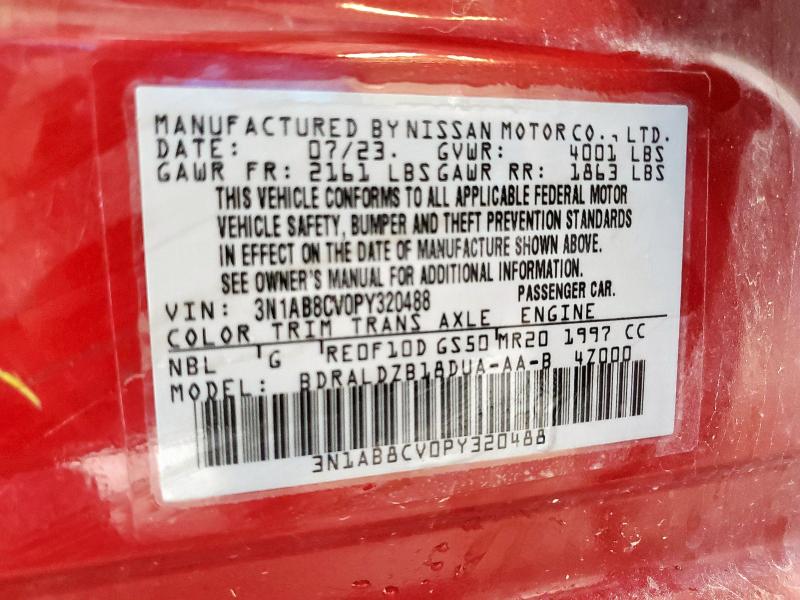 MANUFACTURED BY NISSAN MOTOR CO., LTD.
DATE: 07/23. GVWR: 4001 LBS
GAWR FR: 2161 LBS GAWR RR: 1863 LBS
THIS VEHICLE CONFORMS TO ALL APPLICABLE FEDERAL MOTOR
VEHICLE SAFETY, BUMPER AND THEFT PREVENTION STANDARDS
IN EFFECT ON THE DATE OF MANUFACTURE SHOWN ABOVE.
SEE OWNER'S MANUAL FOR ADDITIONAL INFORMATION.
VIN: 3N1AB8CV0PY320488 PASSENGER CAR.
COLOR TRIM TRANS AXLE ENGINE
NBL G RE0F10D GS50 MR20 1997 CC
MODEL: BDRALDZB18DUA-AA-B 4Z000
3N1AB8CV0PY320488